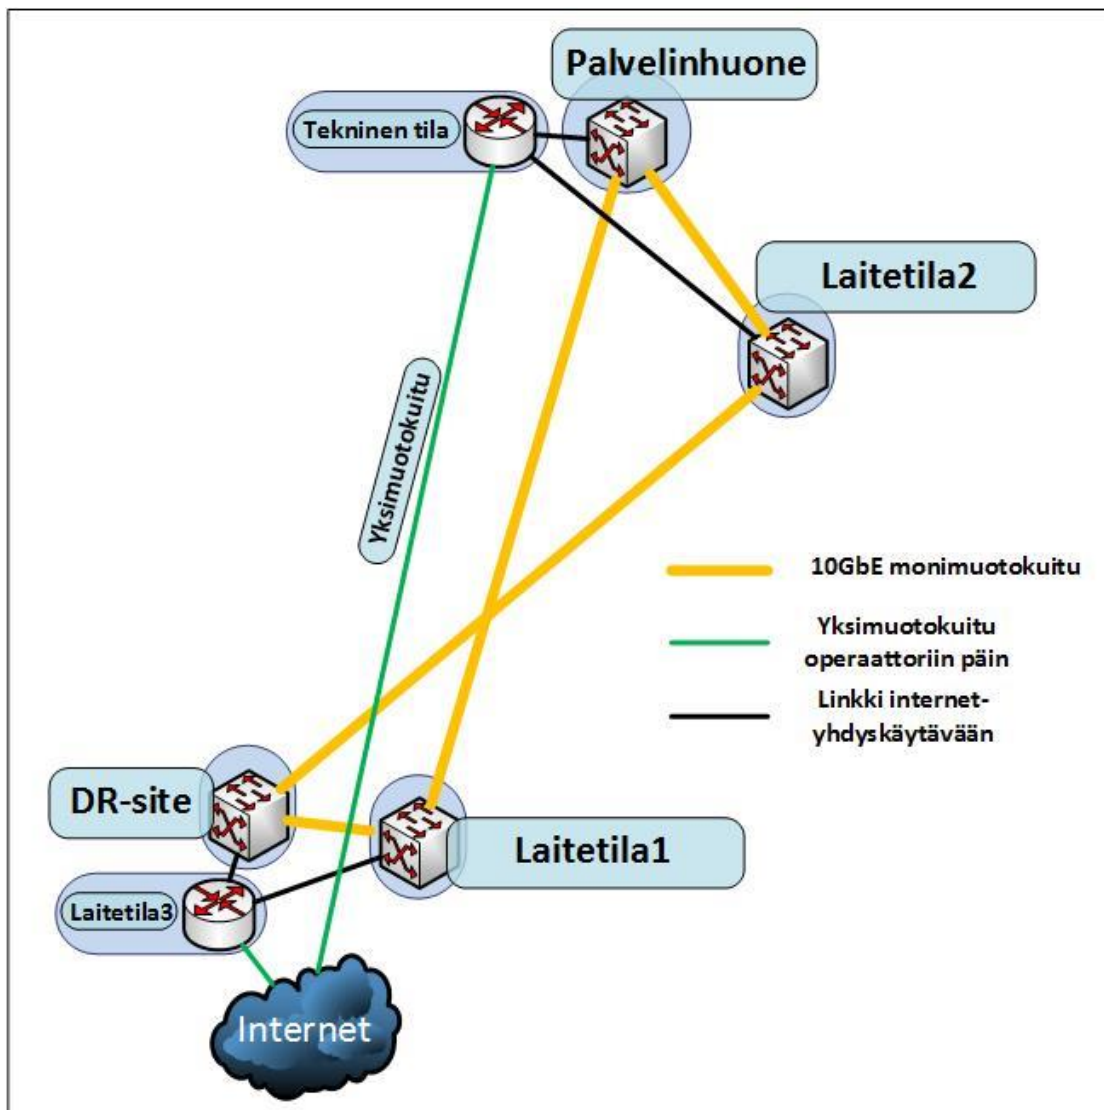 Palvelinhuone
Tekninen tila
Laitetila2
Yksimuotokuitu
10GbE monimuotokuitu
Yksimuotokuitu
operaattoriin päin
Linkki internet-
yhdyskäytävään
DR-site
Laitetila1
Laitetila3
Internet